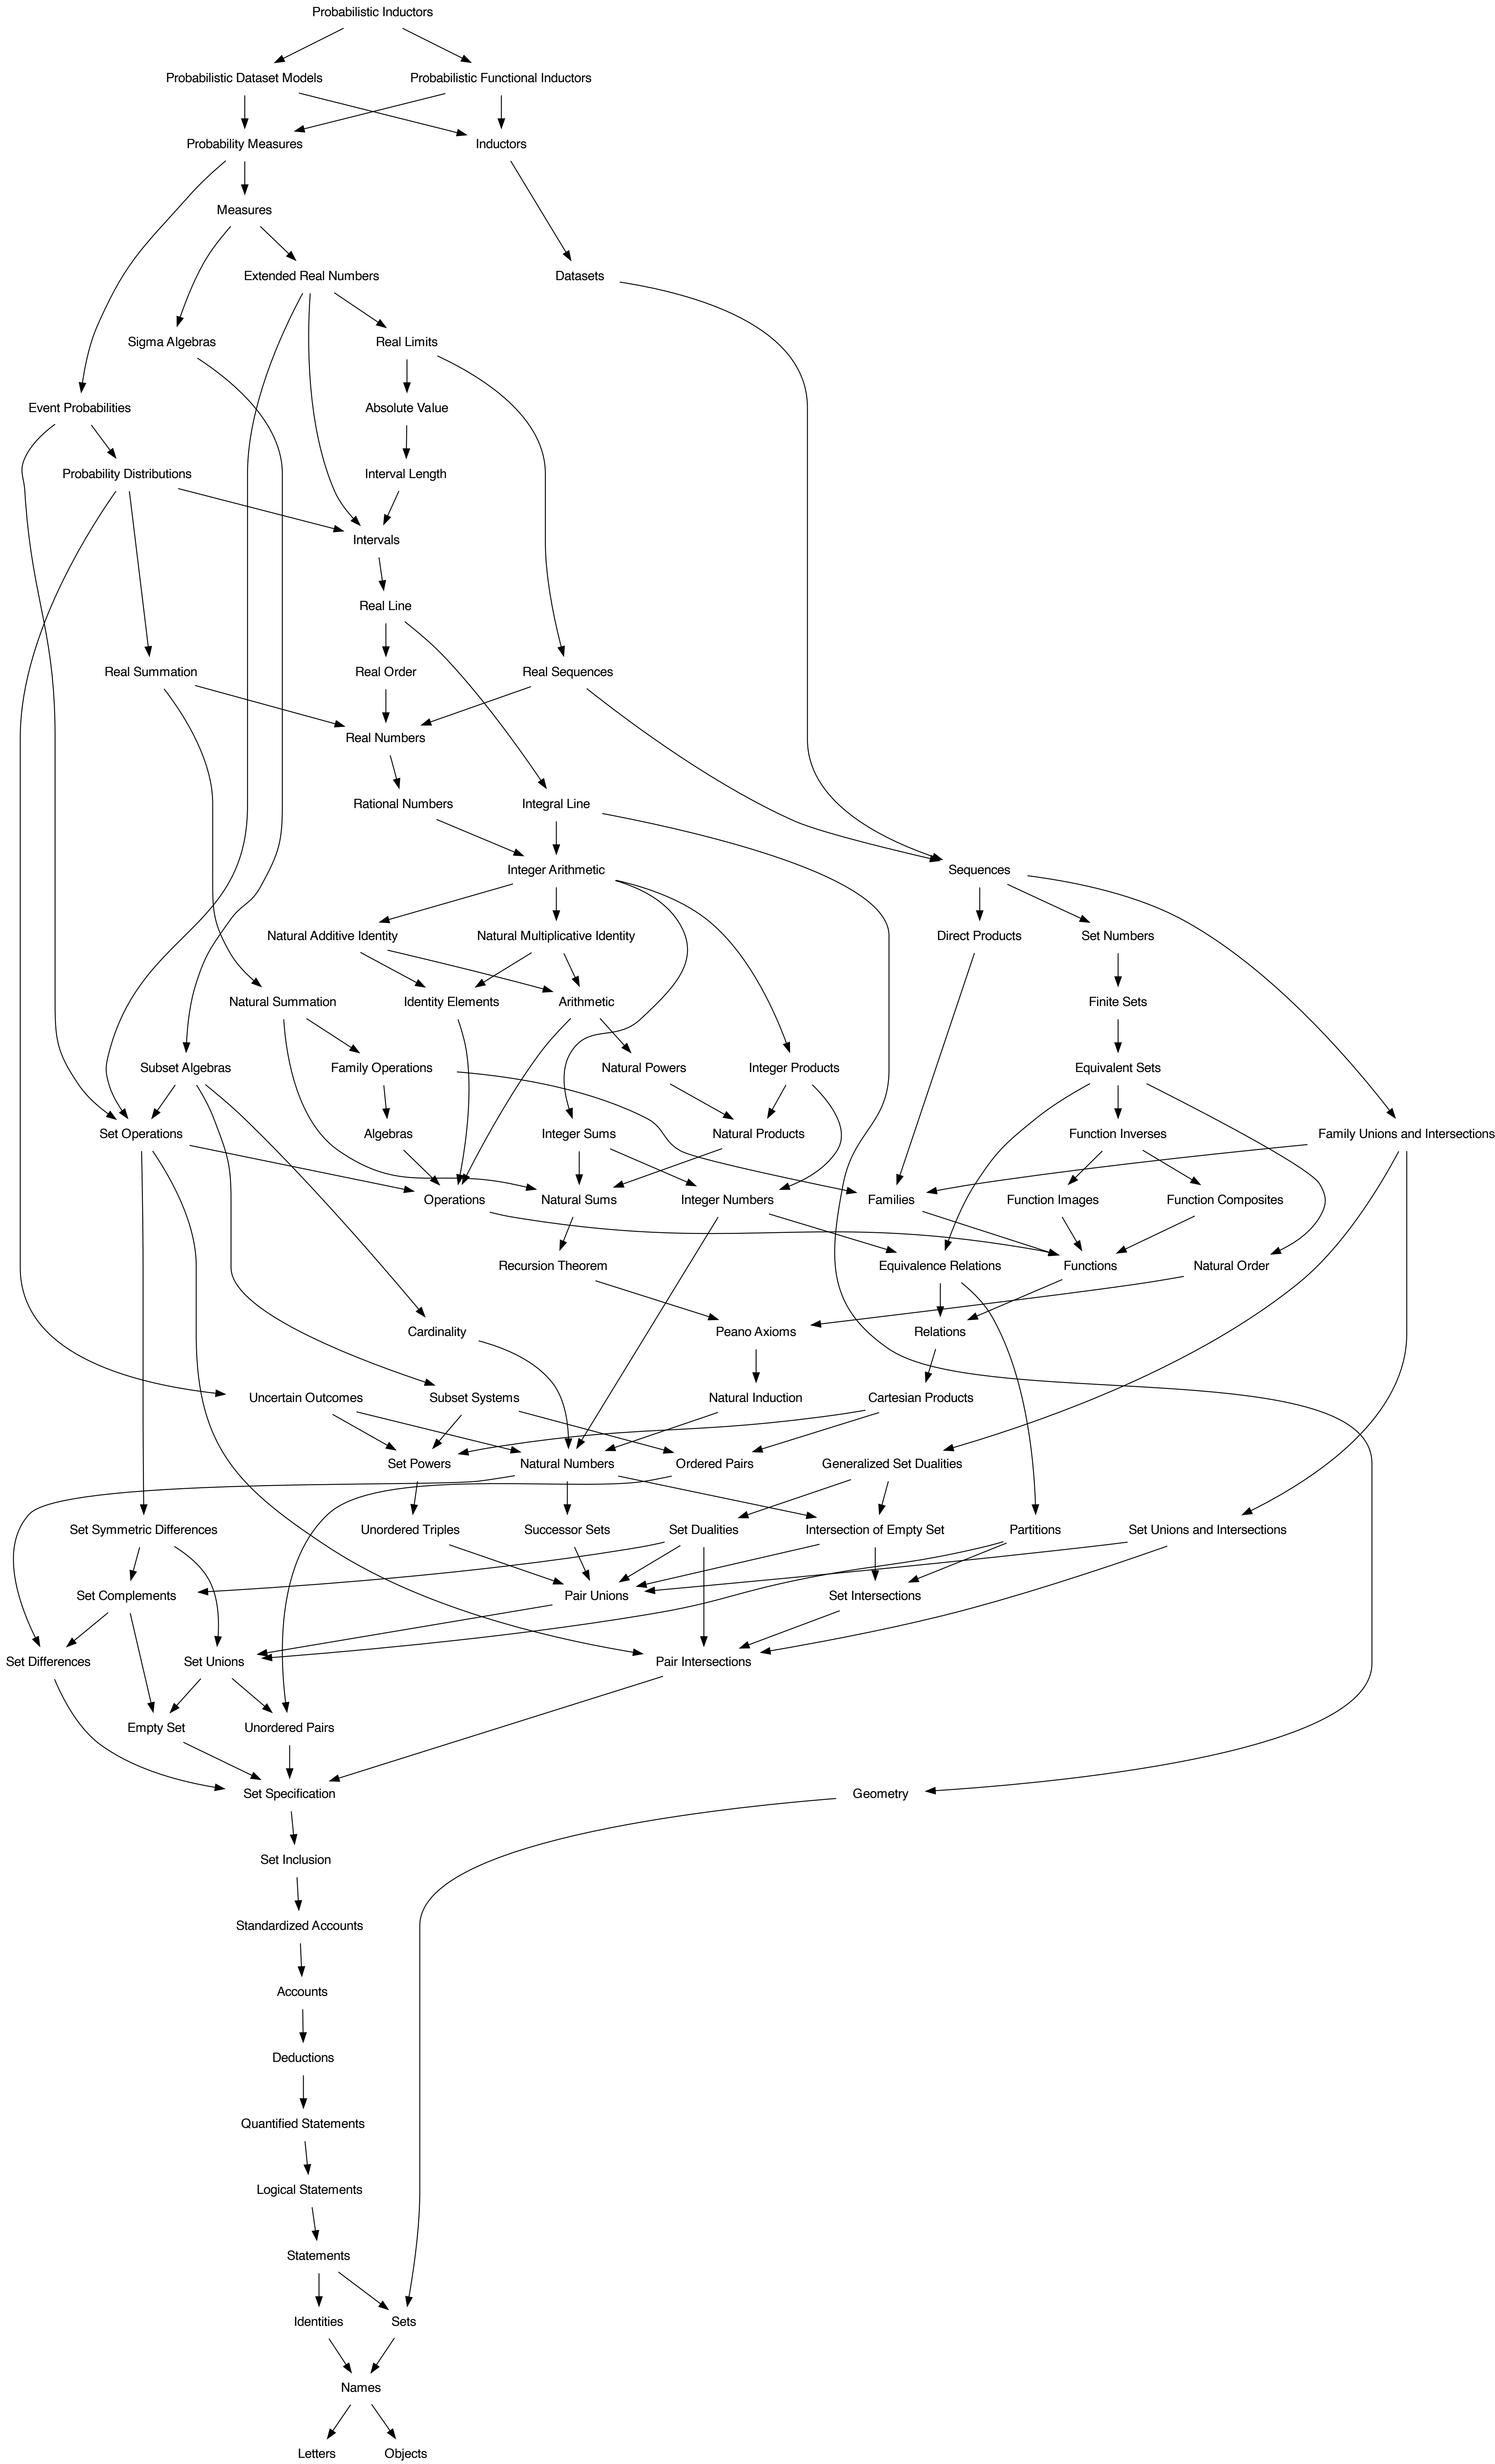 Probabilistic Inductors
Probabilistic Dataset Models
Probabilistic Functional Inductors
Probability Measures
Inductors
Measures
Extended Real Numbers
Datasets
Sigma Algebras
Real Limits
Event Probabilities
Absolute Value
Probability Distributions
Interval Length
Intervals
Real Line
Real Summation
Real Order
Real Sequences
Real Numbers
Rational Numbers
Integral Line
Integer Arithmetic
Sequences
Natural Additive Identity
Natural Multiplicative Identity
Direct Products
Set Numbers
Natural Summation
Identity Elements
Arithmetic
Finite Sets
Subset Algebras
Family Operations
Natural Powers
Integer Products
Equivalent Sets
Set Operations
Algebras
Integer Sums
Natural Products
Function Inverses
Family Unions and Intersections
Operations
Natural Sums
Integer Numbers
Families
Function Images
Function Composites
Recursion Theorem
Equivalence Relations
Functions
Natural Order
Cardinality
Peano Axioms
Relations
Uncertain Outcomes
Subset Systems
Natural Induction
Cartesian Products
Set Powers
Natural Numbers
Ordered Pairs
Generalized Set Dualities
Set Symmetric Differences
Unordered Triples
Successor Sets
Set Dualities
Intersection of Empty Set
Partitions
Set Unions and Intersections
Set Complements
Pair Unions
Set Intersections
Set Differences
Set Unions
Pair Intersections
Empty Set
Unordered Pairs
Set Specification
Geometry
Set Inclusion
Standardized Accounts
Accounts
Deductions
Quantified Statements
Logical Statements
Statements
Identities
Sets
Names
Letters
Objects